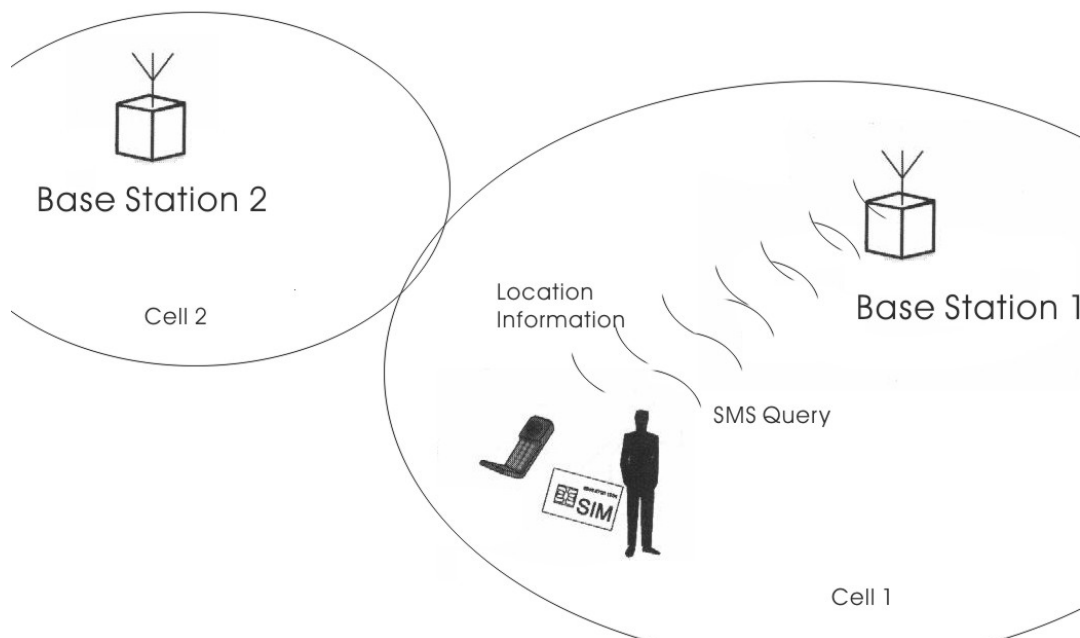 Base Station 2
Cell 2
Location
Information
Base Station 1
SMS Query
SIM
Cell 1